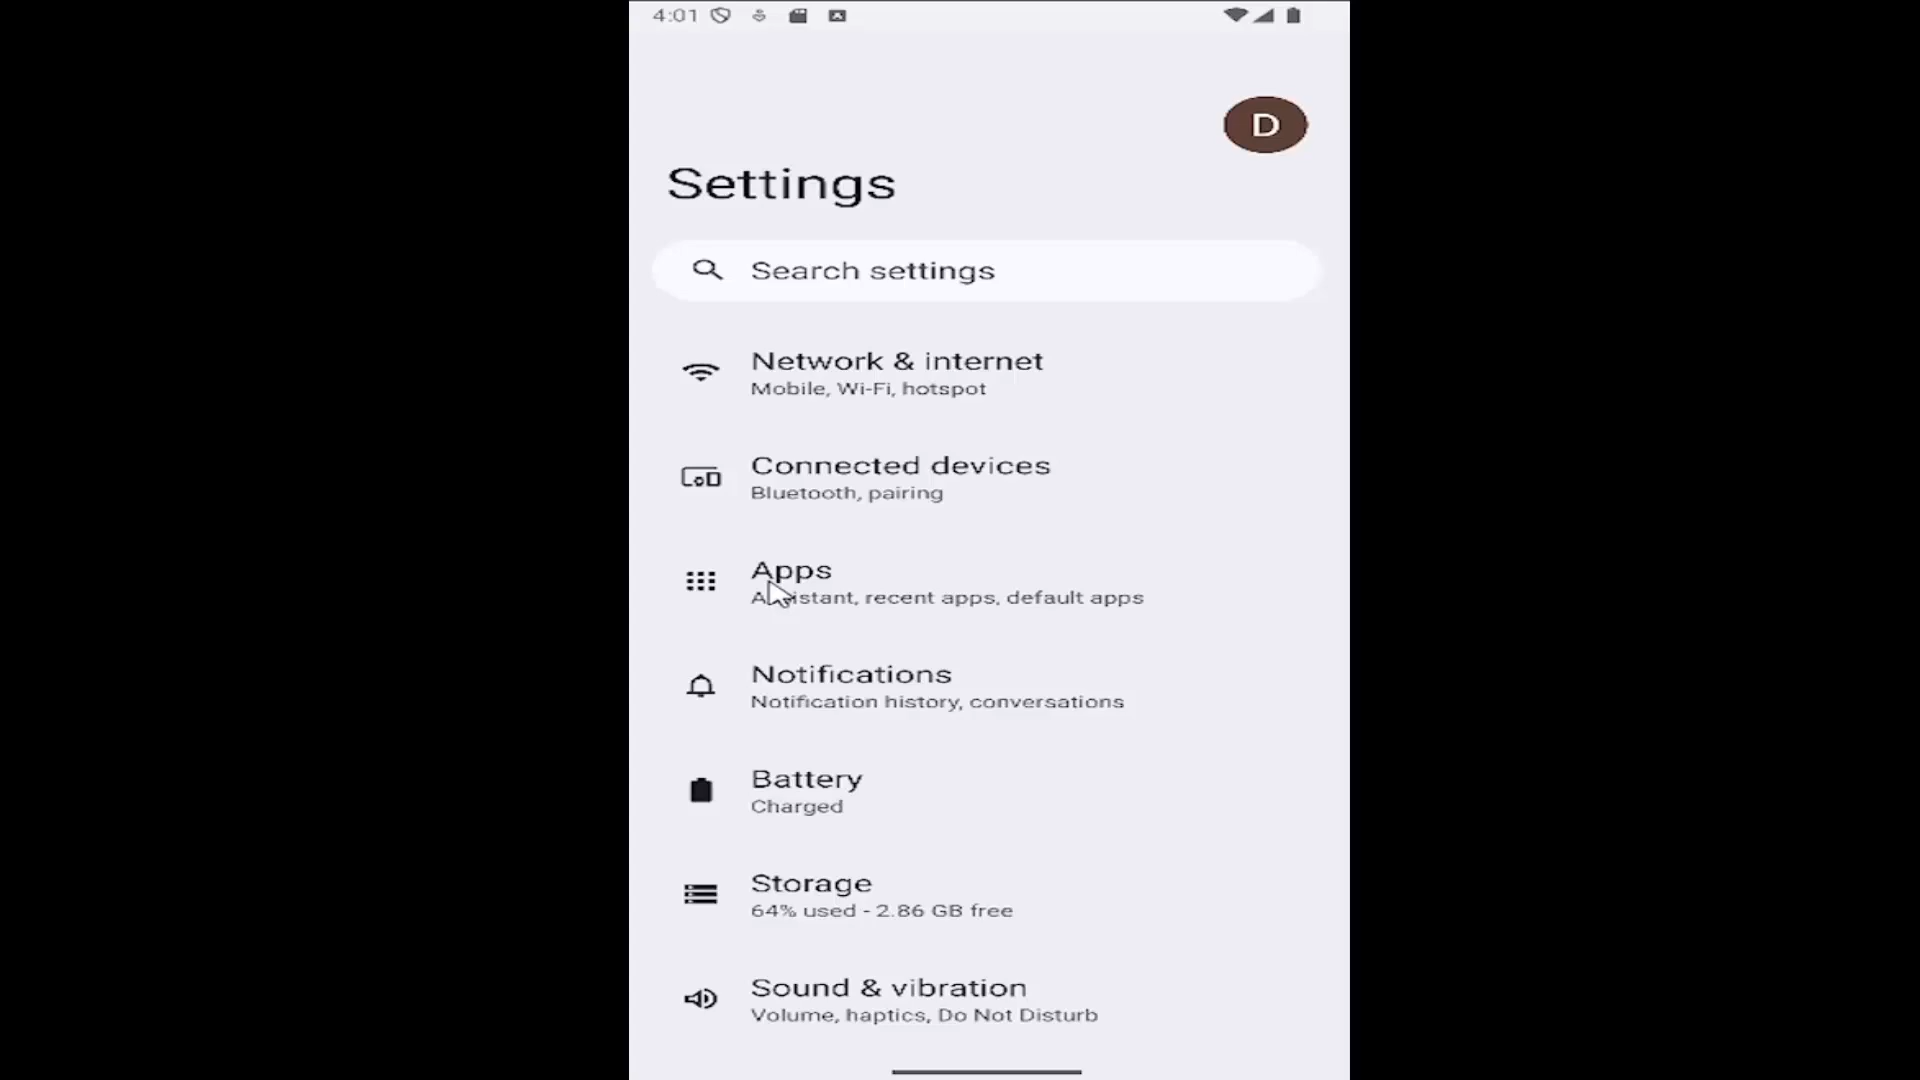 4:01
D
Settings
Search settings
Network & internet
Mobile, Wi-Fi, hotspot
Connected devices
Bluetooth, pairing
Apps
Assistant, recent apps, default apps
Notifications
Notification history, conversations
Battery
Charged
Storage
64% used - 2.86 GB free
Sound & vibration
Volume, haptics, Do Not Disturb